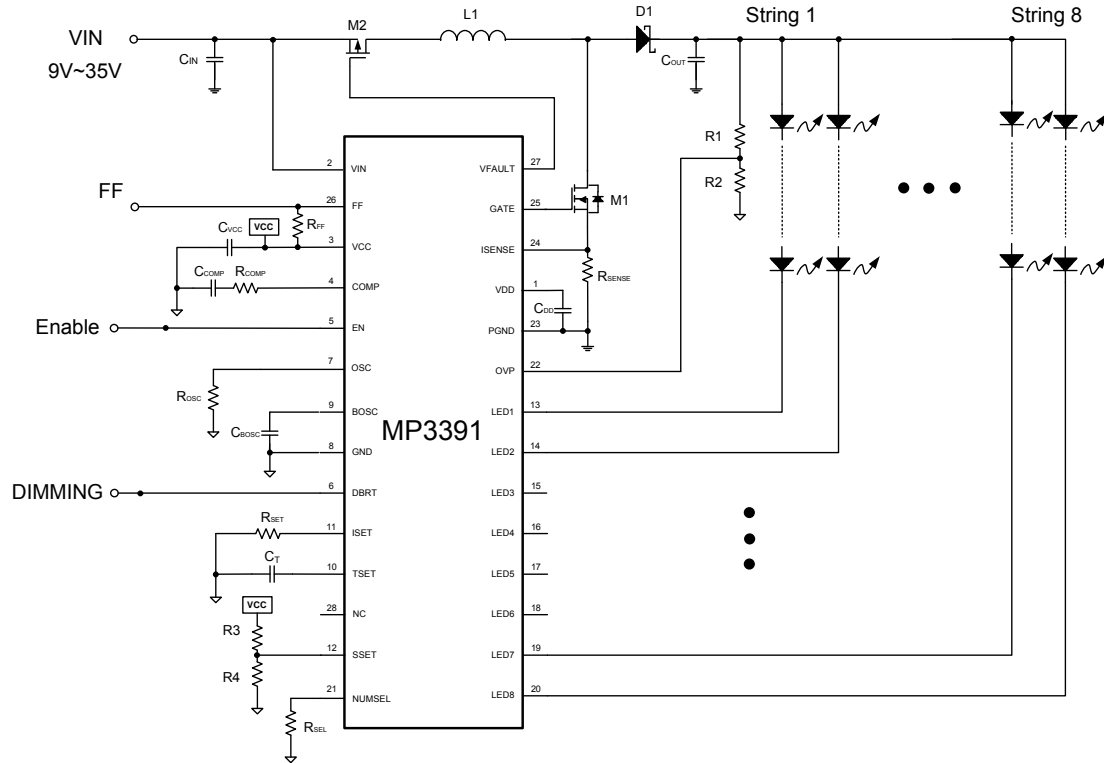 String 1
String 8
M2
L1
D1
VIN
9V~35V
CIN
COUT
R1
R2
2
VIN
VFAULT
27
FF
26
FF
RFF
GATE
25
M1
CVCC
VCC
3
VCC
ISENSE
24
RSENSE
CCOMP
RCOMP
4
COMP
VDD
1
CDD
Enable
5
EN
PGND
23
7
OSC
OVP
22
ROSC
9
BOSC
LED1
13
CBOSC
MP3391
8
GND
LED2
14
DIMMING
6
DBRT
LED3
15
RSET
11
ISET
LED4
16
CT
10
TSET
LED5
17
VCC
28
NC
LED6
18
R3
12
SSET
LED7
19
R4
21
NUMSEL
LED8
20
RSEL